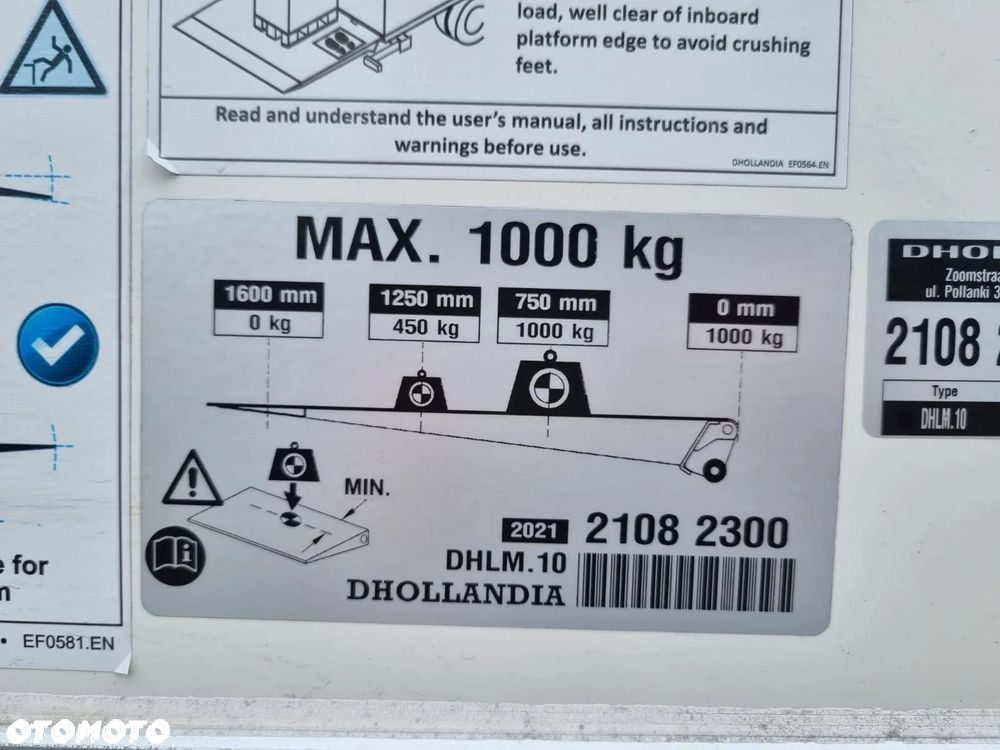 load, well clear of inboard
platform edge to avoid crushing
feet.
Read and understand the user's manual, all instructions and
warnings before use.
DHOLLANDIA EF0564.EN
MAX. 1000 kg
1600 mm
0 kg
1250 mm
450 kg
750 mm
1000 kg
0 mm
1000 kg
MIN.
2021 2108 2300
DHLM.10
DHOLLANDIA
Type
DHLM.10
2108
ul. Pollanki 3
for
EF0581.EN
OTOMOTO